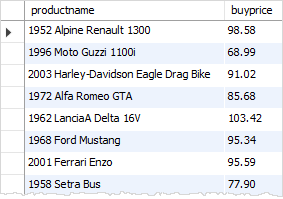 productname buyprice
1952 Alpine Renault 1300 98.58
1996 Moto Guzzi 1100i 68.99
2003 Harley-Davidson Eagle Drag Bike 91.02
1972 Alfa Romeo GTA 85.68
1962 LanciaA Delta 16V 103.42
1968 Ford Mustang 95.34
2001 Ferrari Enzo 95.59
1958 Setra Bus 77.90